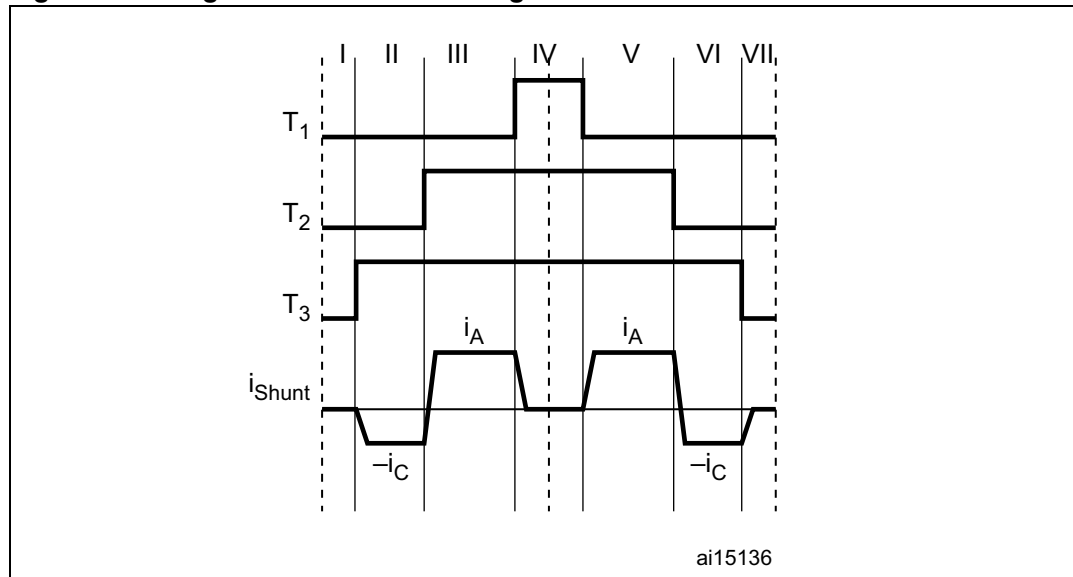 I II III IV V VI VII
T1
T2
T3
iA iA
iShunt
–iC –iC
ai15136